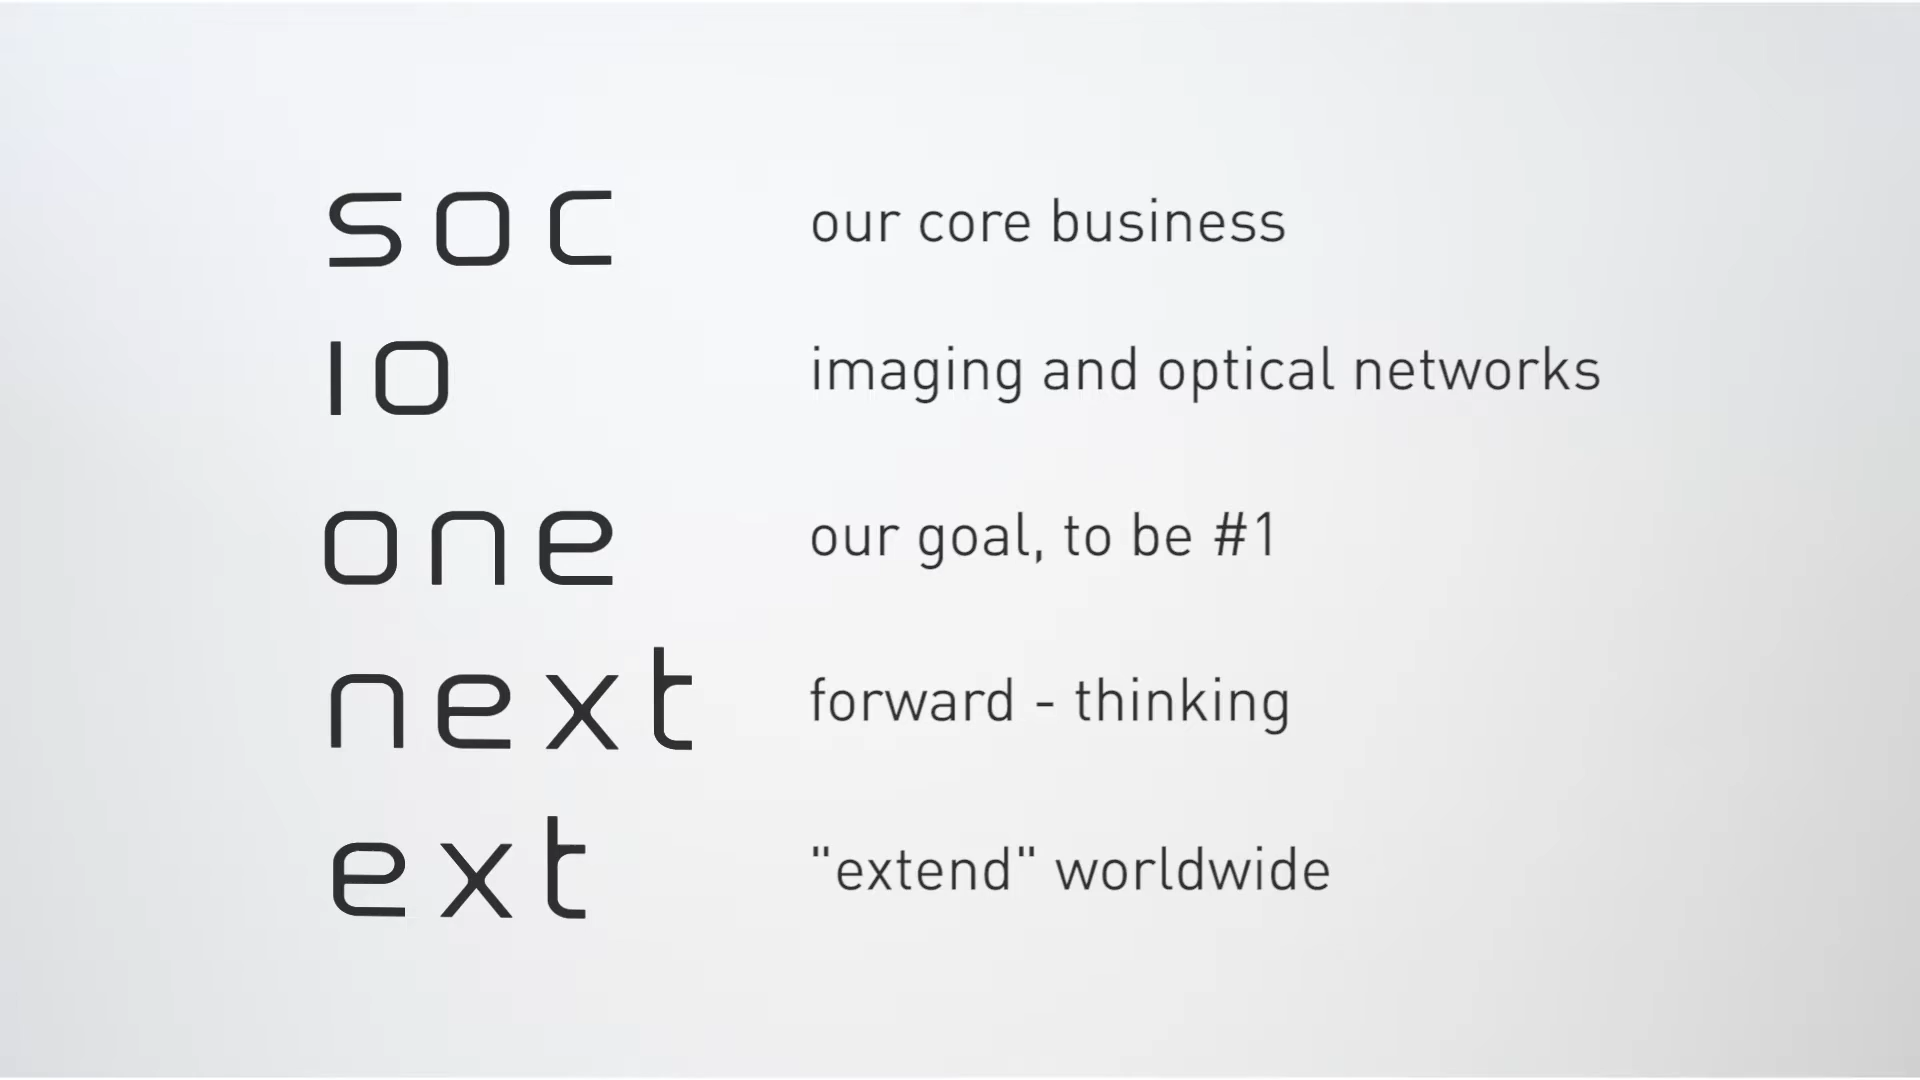 soc our core business
io imaging and optical networks
one our goal, to be #1
next forward - thinking
ext "extend" worldwide